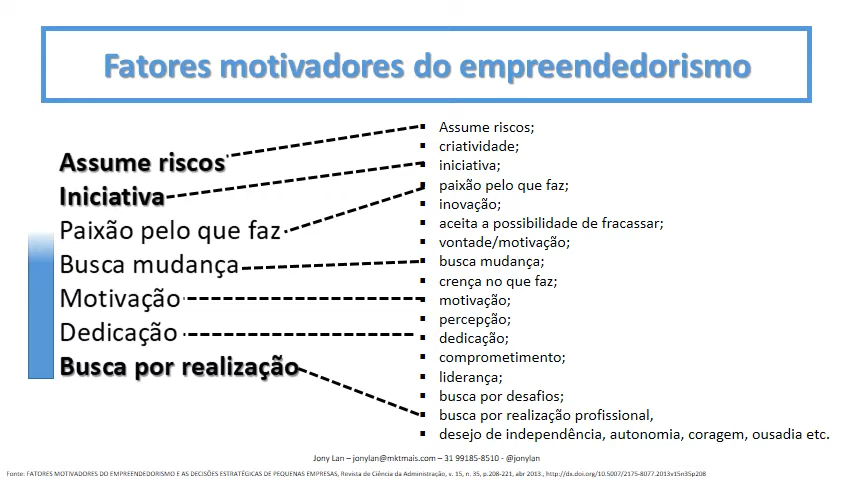 Fatores motivadores do empreendedorismo
Assume riscos
Iniciativa
Paixão pelo que faz
Busca mudança
Motivação
Dedicação
Busca por realização
Assume riscos;
criatividade;
iniciativa;
paixão pelo que faz;
inovação;
aceita a possibilidade de fracassar;
vontade/motivação;
busca mudança;
crença no que faz;
motivação;
percepção;
dedicação;
comprometimento;
liderança;
busca por desafios;
busca por realização profissional,
desejo de independência, autonomia, coragem, ousadia etc.
Jony Lan – jonylan@mktmais.com – 31 99185-8510 - @jonylan
Fonte: FATORES MOTIVADORES DO EMPREENDEDORISMO E AS DECISÕES ESTRATÉGICAS DE PEQUENAS EMPRESAS, Revista de Ciência da Administração, v. 15, n. 35, p.208-221, abr 2013., http://dx.doi.org/10.5007/2175-8077.2013v15n35p208